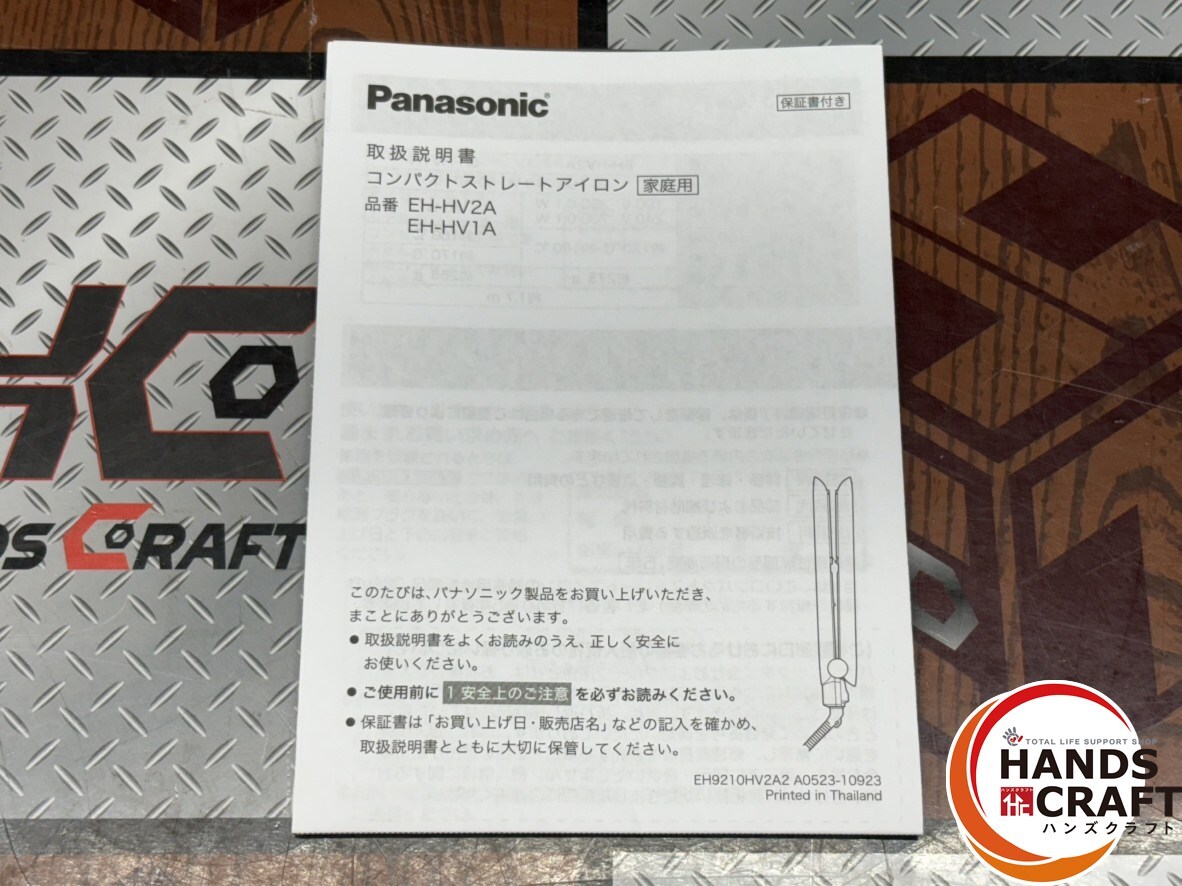 Panasonic
保証書付き
取扱説明書
コンパクトストレートアイロン 家庭用
品番 EH-HV2A
EH-HV1A
このたびは、パナソニック製品をお買い上げいただき、
まことにありがとうございます。
● 取扱説明書をよくお読みのうえ、正しく安全に
お使いください。
● ご使用前に 1 安全上のご注意 を必ずお読みください。
● 保証書は「お買い上げ日・販売店名」などの記入を確かめ、
取扱説明書とともに大切に保管してください。
EH9210HV2A2 A0523-10923
Printed in Thailand
DS CRAFT
TOTAL LIFE SUPPORT SHOP
HANDS
ハンズクラフト
CRAFT
ハンズクラフト